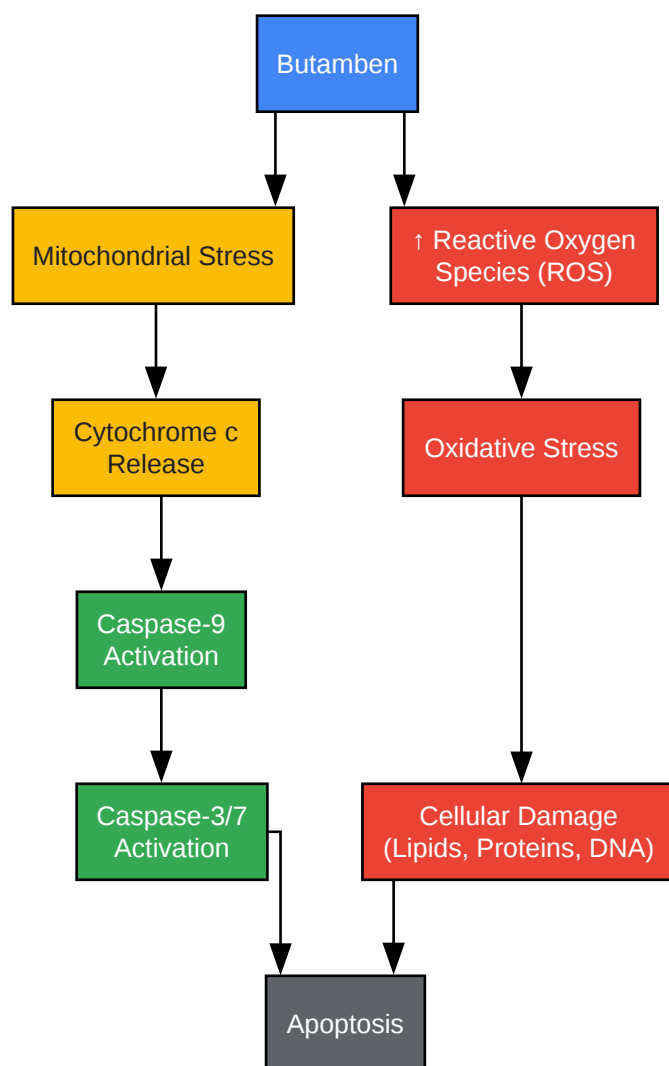 Butamben
Mitochondrial Stress
↑ Reactive Oxygen
Species (ROS)
Cytochrome c
Release
Oxidative Stress
Caspase-9
Activation
Caspase-3/7
Activation
Cellular Damage
(Lipids, Proteins, DNA)
Apoptosis